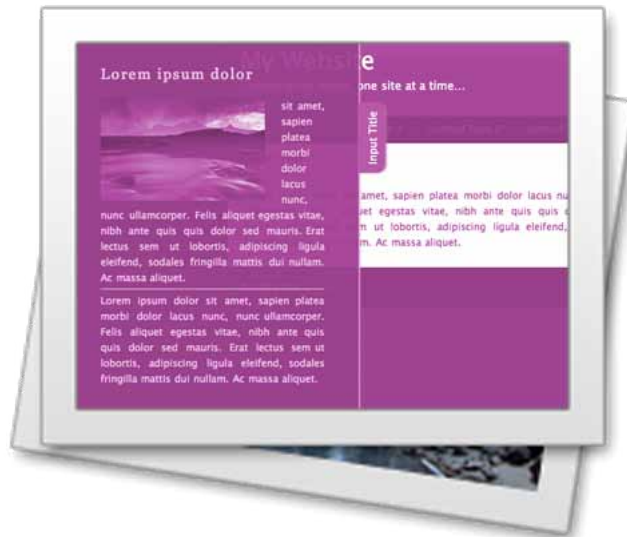 My Website
one site at a time...
Lorem ipsum dolor
sit amet,
sapien
platea
morbi
dolor
lacus
nunc,
nunc ullamcorper. Felis aliquet egestas vitae,
nibh ante quis quis dolor sed mauris. Erat
lectus sem ut lobortis, adipiscing ligula
eleifend, sodales fringilla mattis dui nullam.
Ac massa aliquet.
Lorem ipsum dolor sit amet, sapien platea
morbi dolor lacus nunc, nunc ullamcorper.
Felis aliquet egestas vitae, nibh ante quis
quis dolor sed mauris. Erat lectus sem ut
lobortis, adipiscing ligula eleifend, sodales
fringilla mattis dui nullam. Ac massa aliquet.
Input Title
amet, sapien platea morbi dolor lacus
egestas vitae, nibh ante quis quis
ut lobortis, adipiscing ligula eleifend,
Ac massa aliquet.